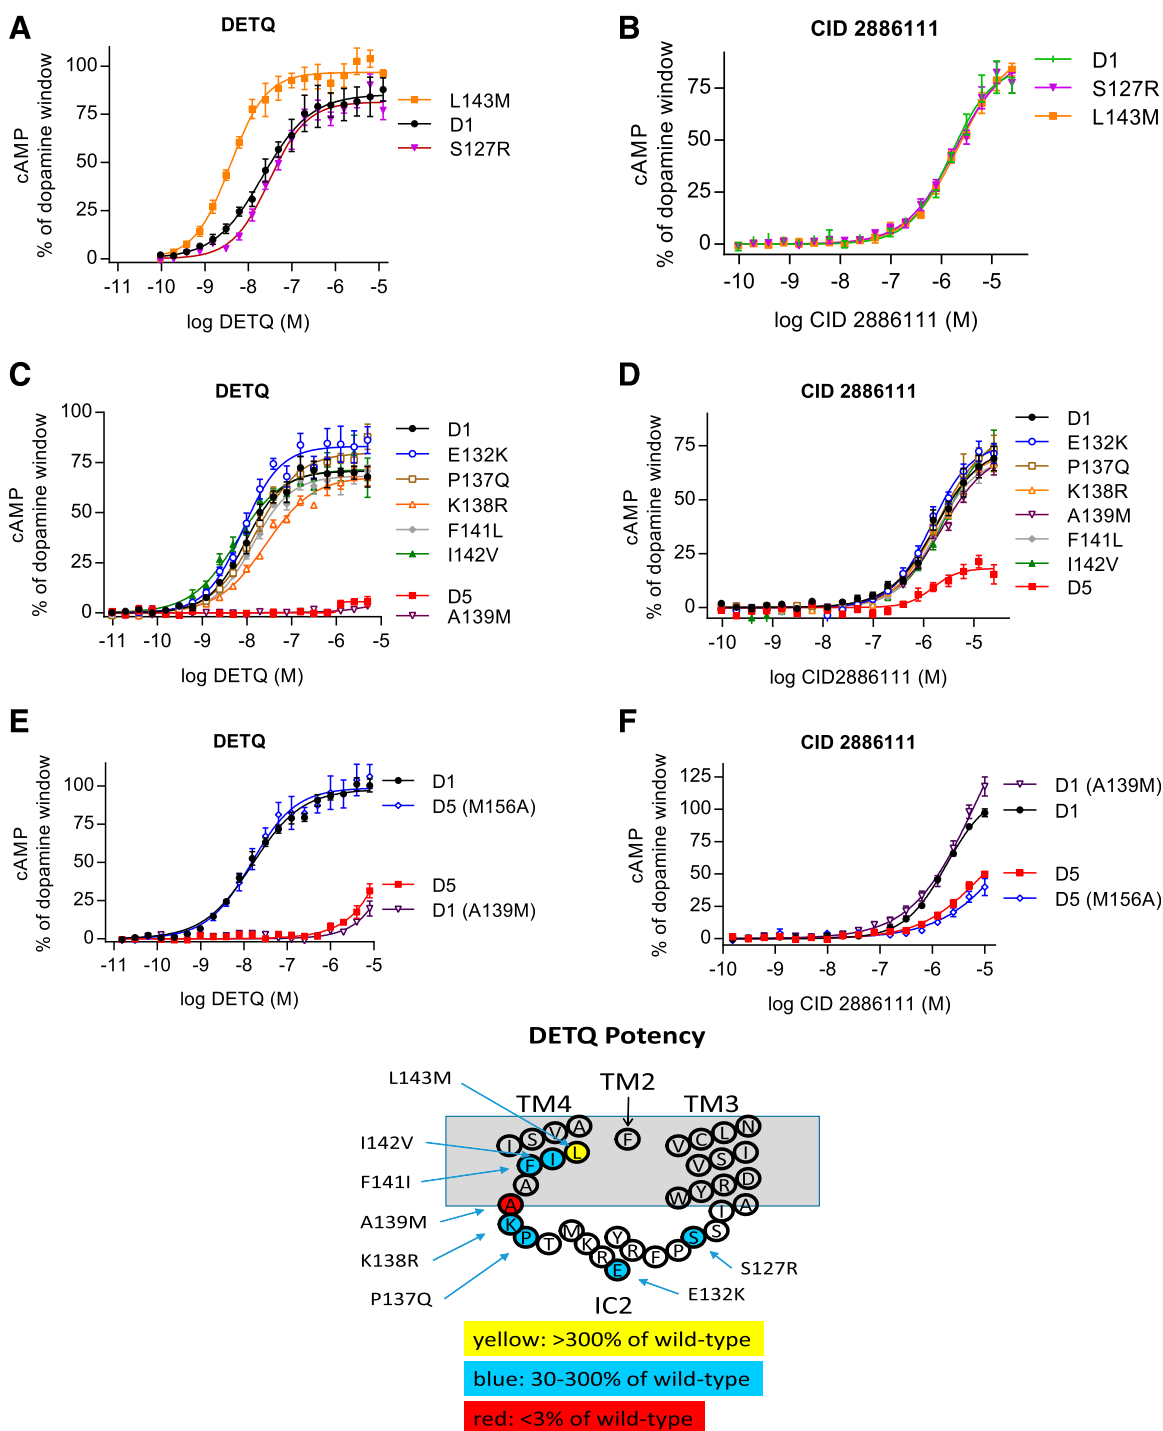 A
DETQ
cAMP
% of dopamine window
100
75
50
25
0
-11 -10 -9 -8 -7 -6 -5
log DETQ (M)
L143M
D1
S127R
B
CID 2886111
cAMP
% of dopamine window
75
50
25
0
-10 -9 -8 -7 -6 -5
log CID 2886111 (M)
D1
S127R
L143M
C
DETQ
cAMP
% of dopamine window
100
75
50
25
0
-11 -10 -9 -8 -7 -6 -5
log DETQ (M)
D1
E132K
P137Q
K138R
F141L
I142V
D5
A139M
D
CID 2886111
cAMP
% of dopamine window
75
50
25
0
-10 -9 -8 -7 -6 -5
log CID2886111 (M)
D1
E132K
P137Q
K138R
A139M
F141L
I142V
D5
E
DETQ
cAMP
% of dopamine window
100
75
50
25
0
-11 -10 -9 -8 -7 -6 -5
log DETQ (M)
D1
D5 (M156A)
D5
D1 (A139M)
F
CID 2886111
cAMP
% of dopamine window
125
100
75
50
25
0
-10 -9 -8 -7 -6 -5
log CID 2886111 (M)
D1 (A139M)
D1
D5
D5 (M156A)
DETQ Potency
L143M
TM2
TM4
TM3
I S V A
F
V C L N
I142V
F I L
V S I
F141I
A
W Y R D
A
I A
A139M
K
P T M K R E Y R F P S S
K138R
P137Q
S127R
E132K
IC2
yellow: >300% of wild-type
blue: 30-300% of wild-type
red: <3% of wild-type